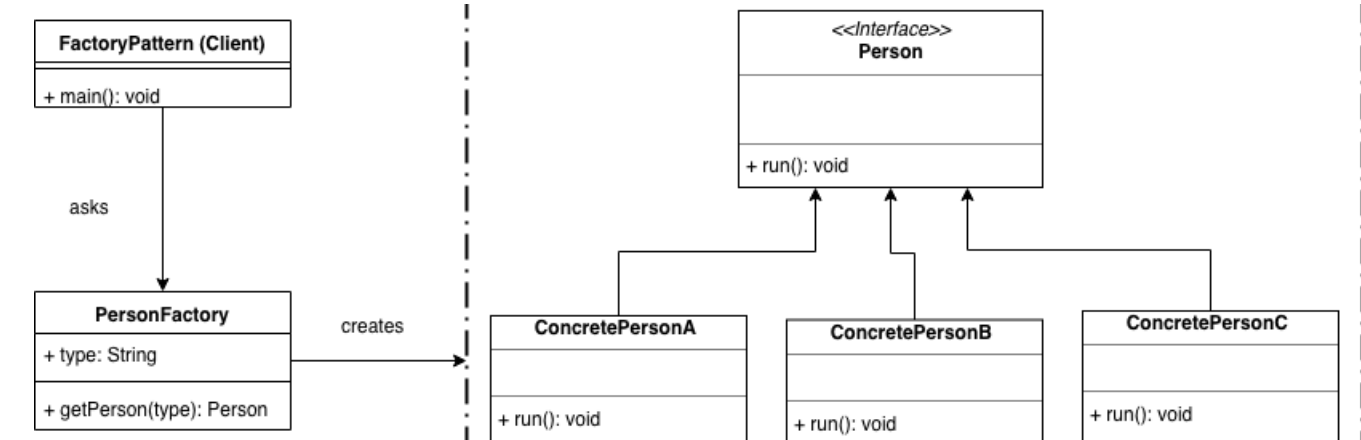 FactoryPattern (Client)
+ main(): void
asks
PersonFactory
+ type: String
+ getPerson(type): Person
creates
<<Interface>>
Person
+ run(): void
ConcretePersonA
+ run(): void
ConcretePersonB
+ run(): void
ConcretePersonC
+ run(): void